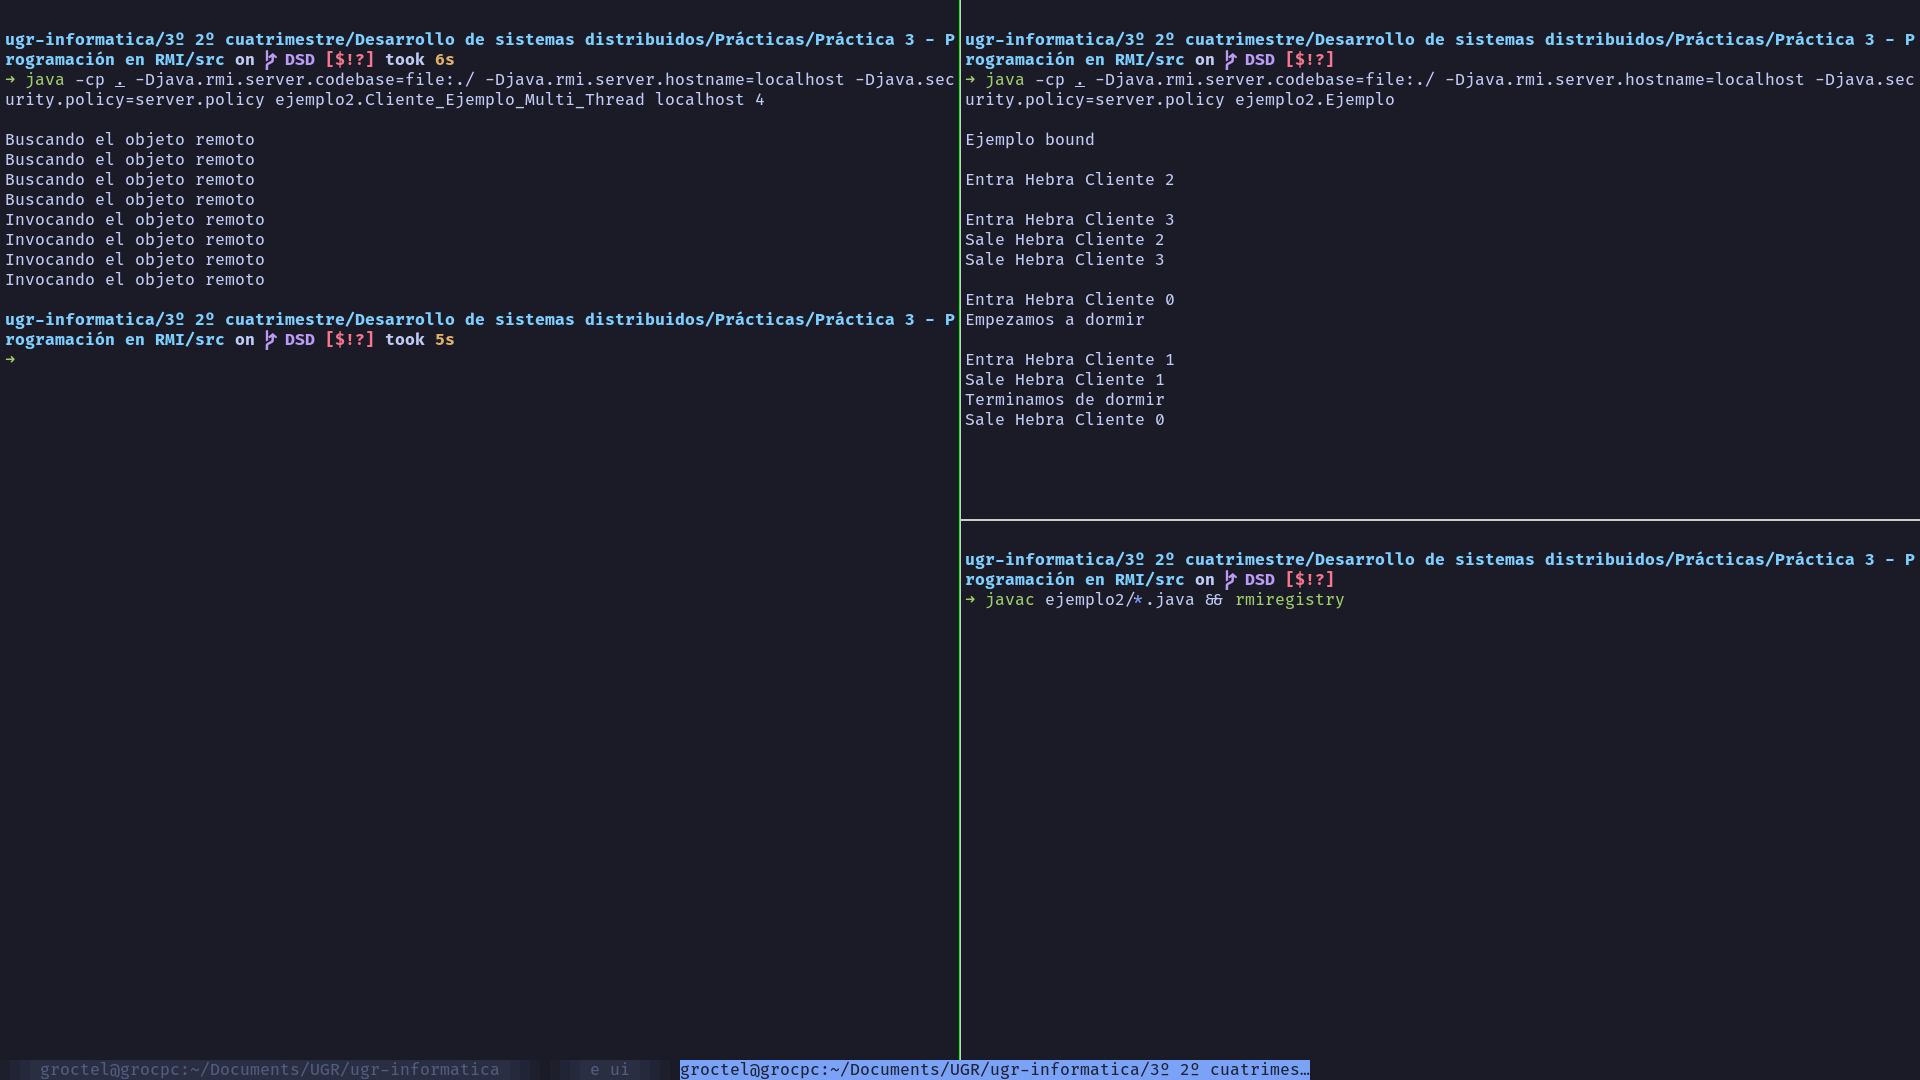 ugr-informatica/3º 2º cuatrimestre/Desarrollo de sistemas distribuidos/Prácticas/Práctica 3 - P
rogramación en RMI/src on DSD [$!?] took 6s
➜ java -cp . -Djava.rmi.server.codebase=file:./ -Djava.rmi.server.hostname=localhost -Djava.sec
urity.policy=server.policy ejemplo2.Cliente_Ejemplo_Multi_Thread localhost 4
Buscando el objeto remoto
Buscando el objeto remoto
Buscando el objeto remoto
Buscando el objeto remoto
Invocando el objeto remoto
Invocando el objeto remoto
Invocando el objeto remoto
Invocando el objeto remoto
ugr-informatica/3º 2º cuatrimestre/Desarrollo de sistemas distribuidos/Prácticas/Práctica 3 - P
rogramación en RMI/src on DSD [$!?] took 5s
➜
ugr-informatica/3º 2º cuatrimestre/Desarrollo de sistemas distribuidos/Prácticas/Práctica 3 - P
rogramación en RMI/src on DSD [$!?]
➜ java -cp . -Djava.rmi.server.codebase=file:./ -Djava.rmi.server.hostname=localhost -Djava.sec
urity.policy=server.policy ejemplo2.Ejemplo
Ejemplo bound
Entra Hebra Cliente 2
Entra Hebra Cliente 3
Sale Hebra Cliente 2
Sale Hebra Cliente 3
Entra Hebra Cliente 0
Empezamos a dormir
Entra Hebra Cliente 1
Sale Hebra Cliente 1
Terminamos de dormir
Sale Hebra Cliente 0
ugr-informatica/3º 2º cuatrimestre/Desarrollo de sistemas distribuidos/Prácticas/Práctica 3 - P
rogramación en RMI/src on DSD [$!?]
➜ javac ejemplo2/*.java && rmiregistry
groctel@grocpc:~/Documents/UGR/ugr-informatica e ui groctel@grocpc:~/Documents/UGR/ugr-informatica/3º 2º cuatrimes…